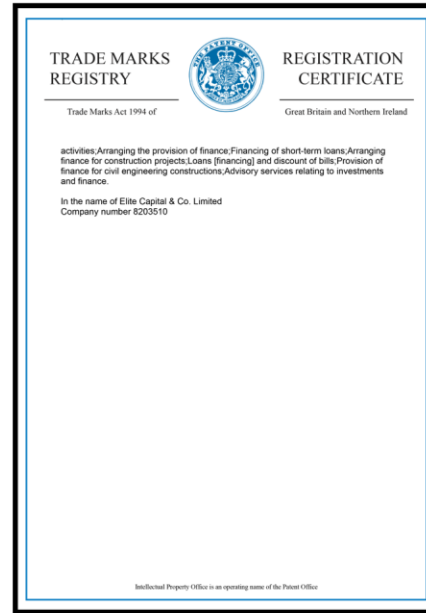 TRADE MARKS
REGISTRY
Trade Marks Act 1994 of
THE PATENT OFFICE
REGISTRATION
CERTIFICATE
Great Britain and Northern Ireland
activities;Arranging the provision of finance;Financing of short-term loans;Arranging
finance for construction projects;Loans [financing] and discount of bills;Provision of
finance for civil engineering constructions;Advisory services relating to investments
and finance.
In the name of Elite Capital & Co. Limited
Company number 8203510
Intellectual Property Office is an operating name of the Patent Office